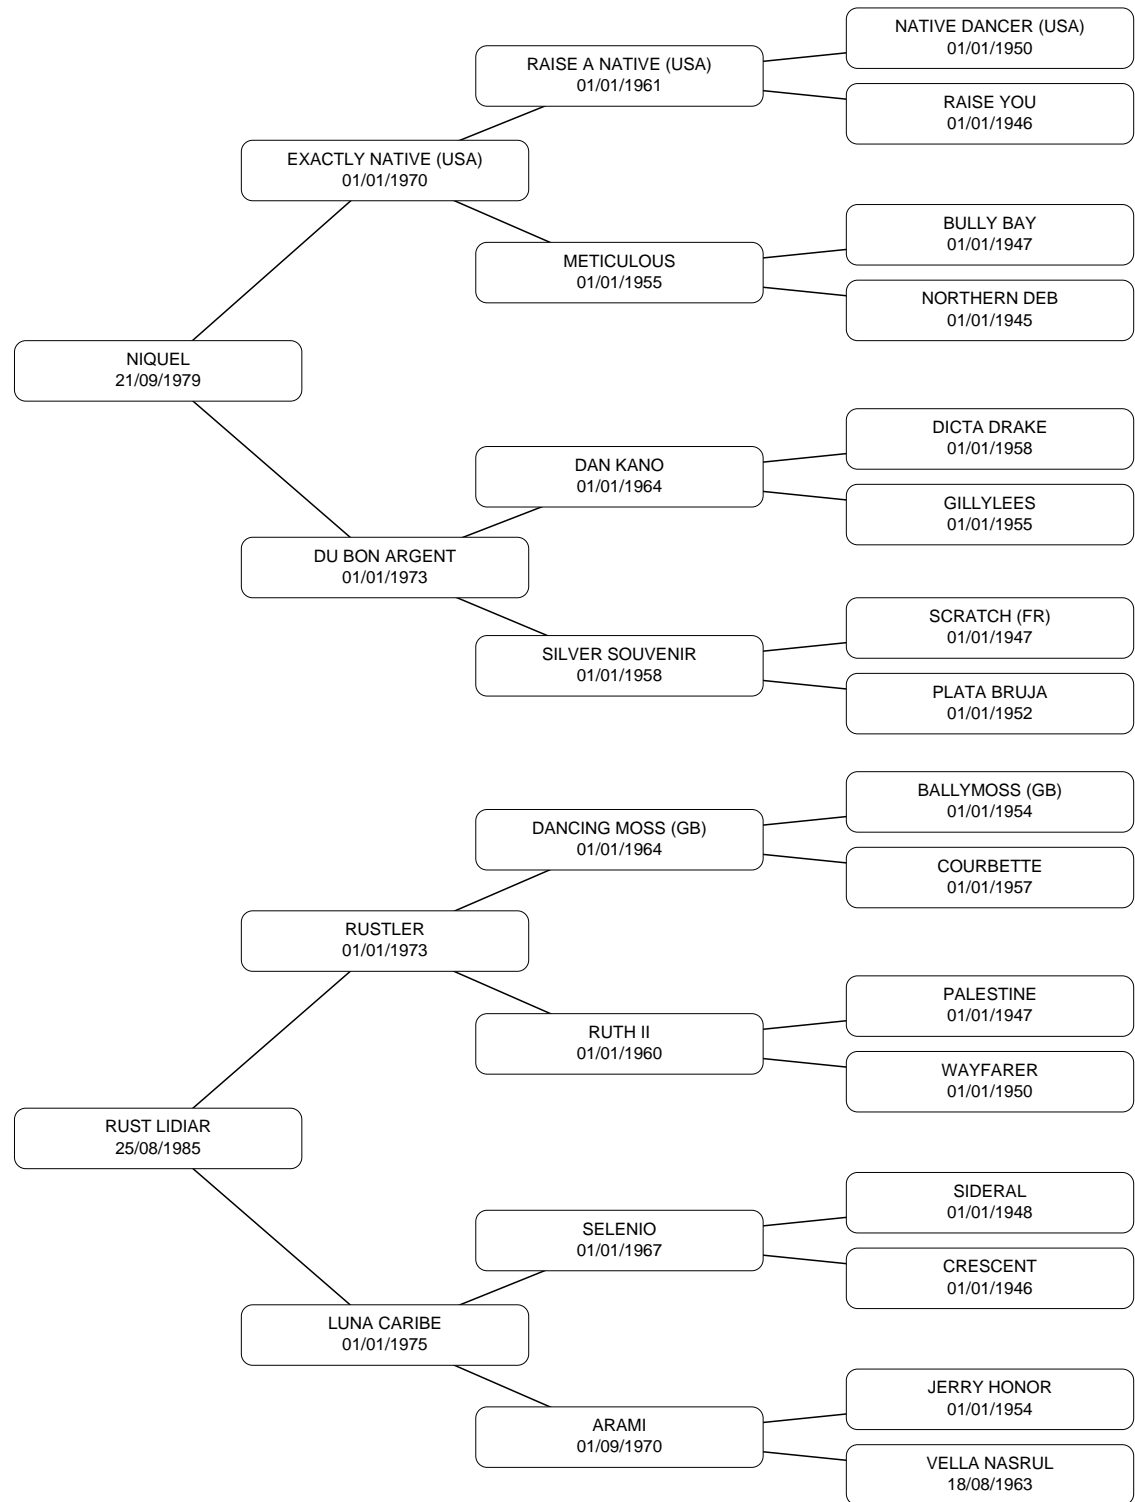 NATIVE DANCER (USA)
01/01/1950
RAISE A NATIVE (USA)
01/01/1961
RAISE YOU
01/01/1946
EXACTLY NATIVE (USA)
01/01/1970
BULLY BAY
01/01/1947
METICULOUS
01/01/1955
NORTHERN DEB
01/01/1945
NIQUEL
21/09/1979
DICTA DRAKE
01/01/1958
DAN KANO
01/01/1964
GILLYLEES
01/01/1955
DU BON ARGENT
01/01/1973
SCRATCH (FR)
01/01/1947
SILVER SOUVENIR
01/01/1958
PLATA BRUJA
01/01/1952
BALLYMOSS (GB)
01/01/1954
DANCING MOSS (GB)
01/01/1964
COURBETTE
01/01/1957
RUSTLER
01/01/1973
PALESTINE
01/01/1947
RUTH II
01/01/1960
WAYFARER
01/01/1950
RUST LIDIAR
25/08/1985
SIDERAL
01/01/1948
SELENIO
01/01/1967
CRESCENT
01/01/1946
LUNA CARIBE
01/01/1975
JERRY HONOR
01/01/1954
ARAMI
01/09/1970
VELLA NASRUL
18/08/1963